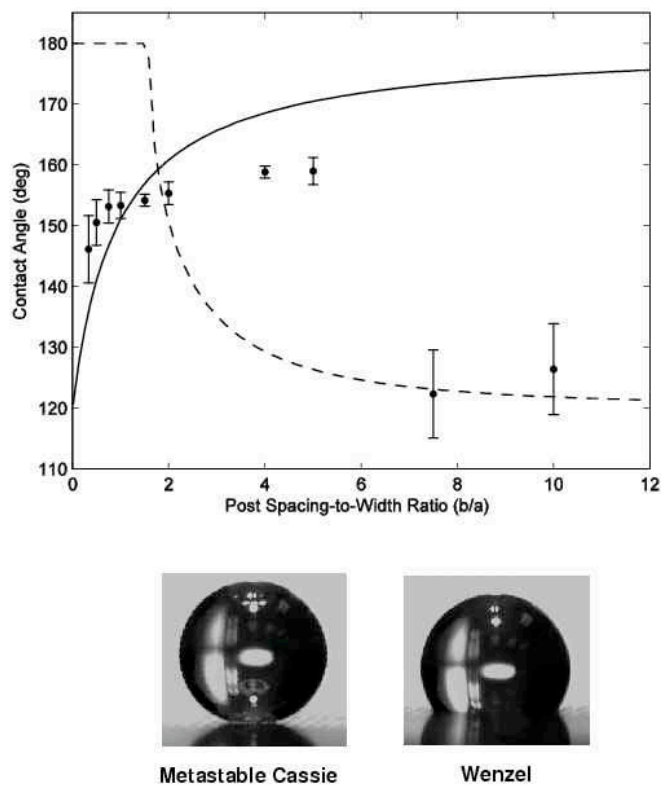 180
170
160
150
140
130
120
110
Contact Angle (deg)
0 2 4 6 8 10 12
Post Spacing-to-Width Ratio (b/a)
Metastable Cassie Wenzel